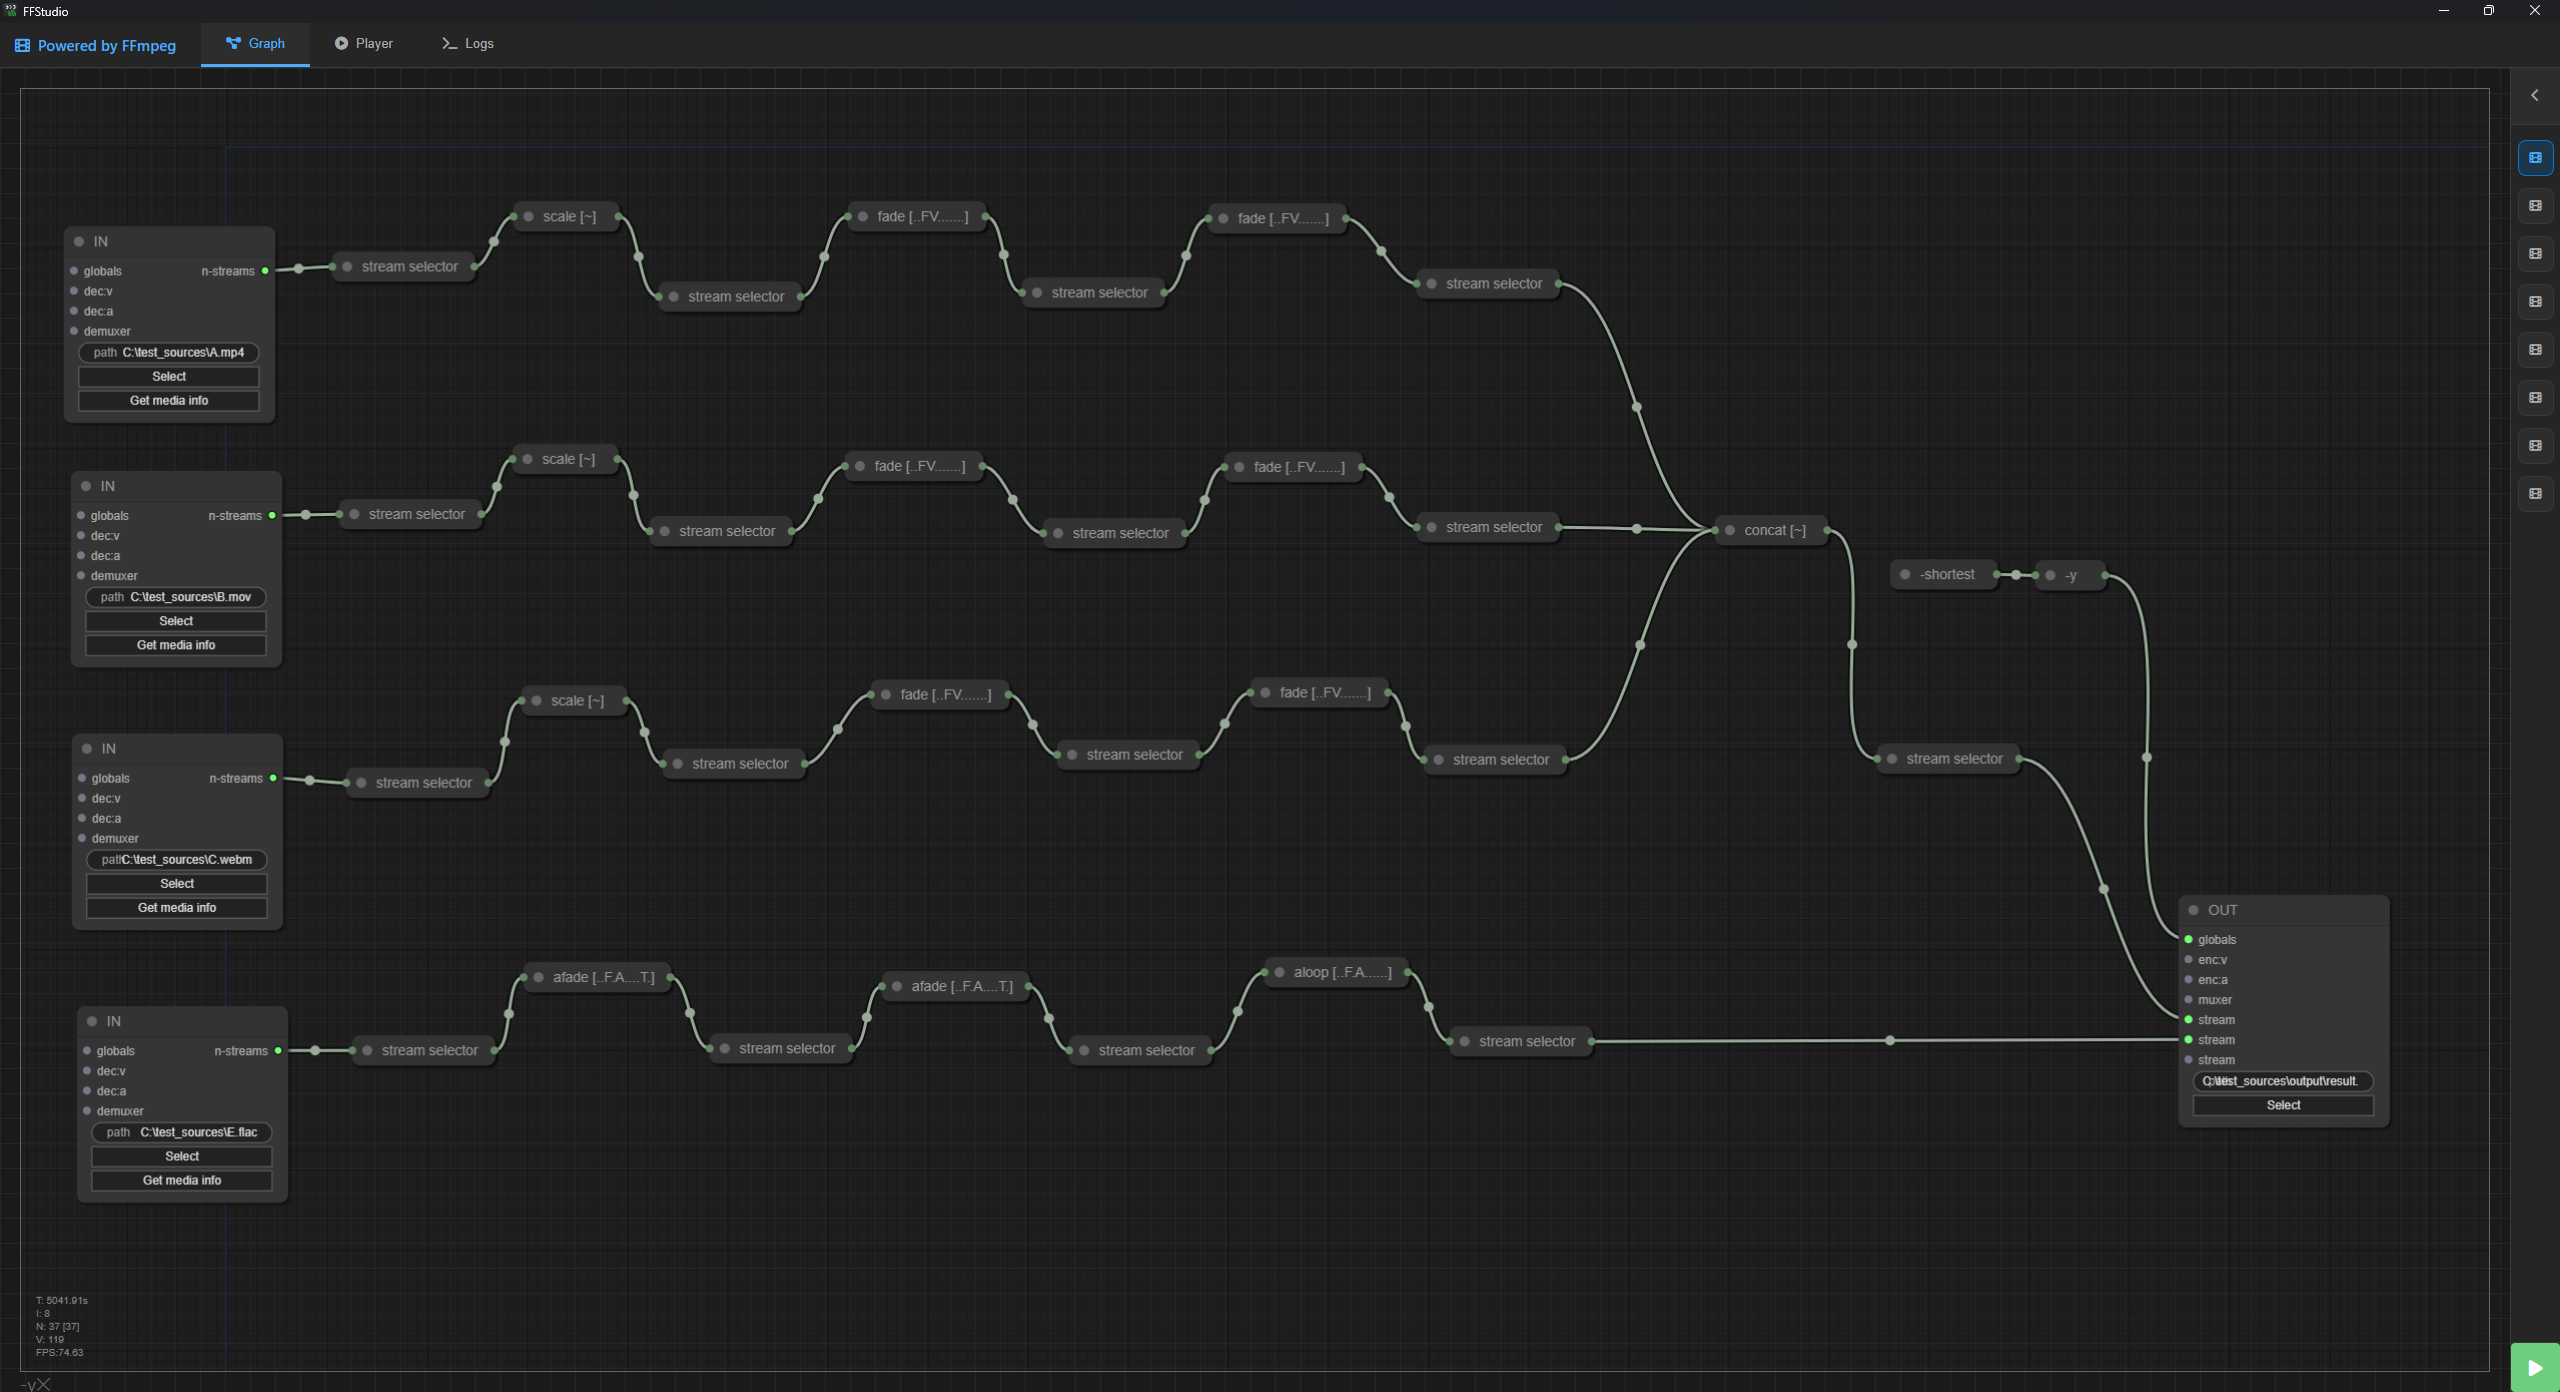 FFStudio
Powered by FFmpeg
Graph
Player
Logs
IN
globals
n-streams
dec:v
dec:a
demuxer
path C:\test_sources\A.mp4
Select
Get media info
stream selector
scale [~]
stream selector
fade [..FV.......]
stream selector
fade [..FV.......]
stream selector
IN
globals
n-streams
dec:v
dec:a
demuxer
path C:\test_sources\B.mov
Select
Get media info
stream selector
scale [~]
stream selector
fade [..FV.......]
stream selector
fade [..FV.......]
stream selector
concat [~]
-shortest
-y
IN
globals
n-streams
dec:v
dec:a
demuxer
C:\test_sources\C.webm
Select
Get media info
stream selector
scale [~]
stream selector
fade [..FV.......]
stream selector
fade [..FV.......]
stream selector
stream selector
IN
globals
n-streams
dec:v
dec:a
demuxer
path C:\test_sources\E.flac
Select
Get media info
stream selector
afade [..F.A....T.]
stream selector
afade [..F.A....T.]
stream selector
aloop [..F.A......]
stream selector
OUT
globals
enc:v
enc:a
muxer
stream
stream
stream
C:\test_sources\output\result.
Select
T: 5041.91s
I: 8
N: 37 [37]
V: 119
FPS:74.63